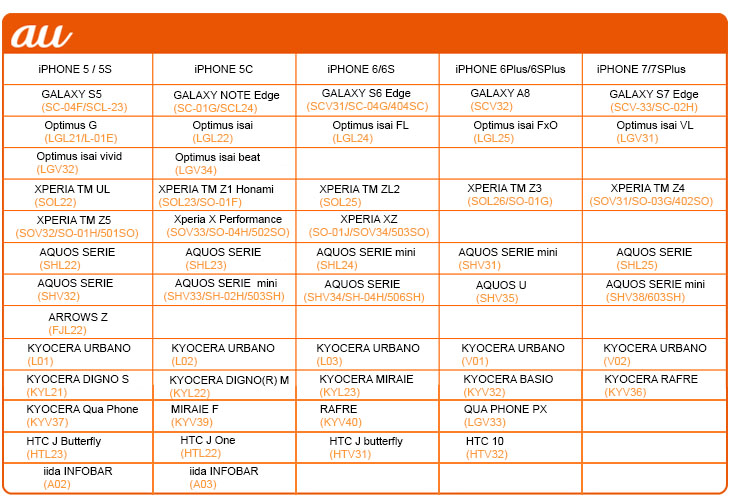 au
iPHONE 5 / 5S
iPHONE 5C
iPHONE 6/6S
iPHONE 6Plus/6SPlus
iPHONE 7/7SPlus
GALAXY S5
(SC-04F/SCL-23)
GALAXY NOTE Edge
(SC-01G/SCL24)
GALAXY S6 Edge
(SCV31/SC-04G/404SC)
GALAXY A8
(SCV32)
GALAXY S7 Edge
(SCV-33/SC-02H)
Optimus G
(LGL21/L-01E)
Optimus isai
(LGL22)
Optimus isai FL
(LGL24)
Optimus isai FxO
(LGL25)
Optimus isai VL
(LGV31)
Optimus isai vivid
(LGV32)
Optimus isai beat
(LGV34)
XPERIA TM UL
(SOL22)
XPERIA TM Z1 Honami
(SOL23/SO-01F)
XPERIA TM ZL2
(SOL25)
XPERIA TM Z3
(SOL26/SO-01G)
XPERIA TM Z4
(SOV31/SO-03G/402SO)
XPERIA TM Z5
(SOV32/SO-01H/501SO)
Xperia X Performance
(SOV33/SO-04H/502SO)
XPERIA XZ
(SO-01J/SOV34/503SO)
AQUOS SERIE
(SHL22)
AQUOS SERIE
(SHL23)
AQUOS SERIE mini
(SHL24)
AQUOS SERIE mini
(SHV31)
AQUOS SERIE
(SHL25)
AQUOS SERIE
(SHV32)
AQUOS SERIE mini
(SHV33/SH-02H/503SH)
AQUOS SERIE
(SHV34/SH-04H/506SH)
AQUOS U
(SHV35)
AQUOS SERIE mini
(SHV38/603SH)
ARROWS Z
(FJL22)
KYOCERA URBANO
(L01)
KYOCERA URBANO
(L02)
KYOCERA URBANO
(L03)
KYOCERA URBANO
(V01)
KYOCERA URBANO
(V02)
KYOCERA DIGNO S
(KYL21)
KYOCERA DIGNO(R) M
(KYL22)
KYOCERA MIRAIE
(KYL23)
KYOCERA BASIO
(KYV32)
KYOCERA RAFRE
(KYV36)
KYOCERA Qua Phone
(KYV37)
MIRAIE F
(KYV39)
RAFRE
(KYV40)
QUA PHONE PX
(LGV33)
HTC J Butterfly
(HTL23)
HTC J One
(HTL22)
HTC J butterfly
(HTV31)
HTC 10
(HTV32)
iida INFOBAR
(A02)
iida INFOBAR
(A03)